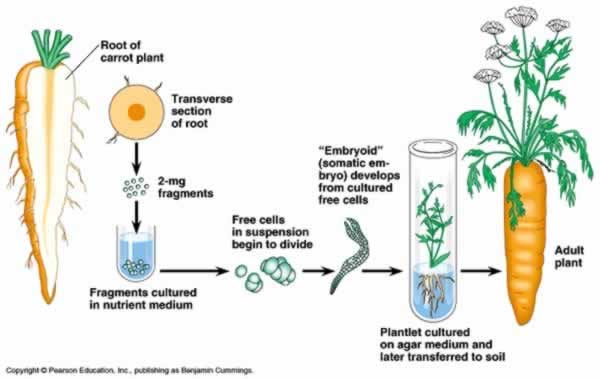 Root of
carrot plant
Transverse
section
of root
2-mg
fragments
Fragments cultured
in nutrient medium
Free cells
in suspension
begin to divide
“Embryoid”
(somatic em-
bryo) develops
from cultured
free cells
Plantlet cultured
on agar medium and
later transferred to soil
Adult
plant
Copyright © Pearson Education, Inc., publishing as Benjamin Cummings.